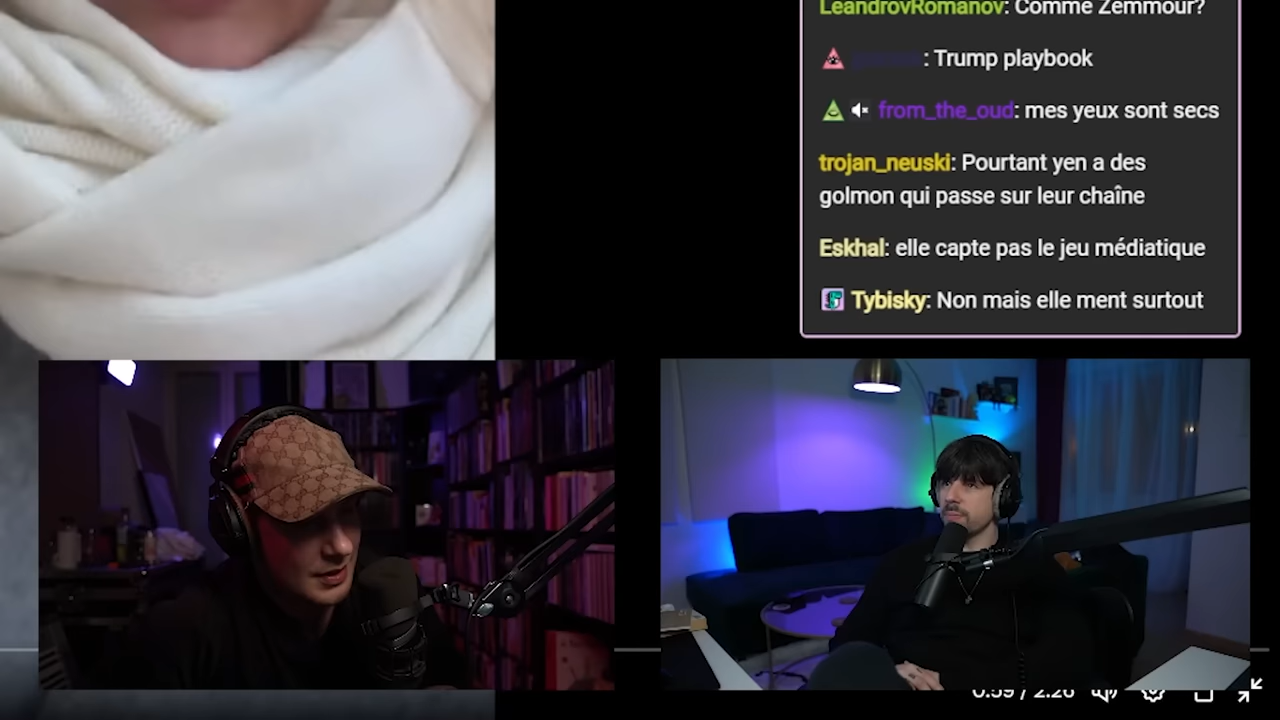 LeandrovRomanov: Comme Zemmour?
: Trump playbook
from_the_oud: mes yeux sont secs
trojan_neuski: Pourtant yen a des
golmon qui passe sur leur chaîne
Eskhal: elle capte pas le jeu médiatique
Tybisky: Non mais elle ment surtout
0:59 / 2:26